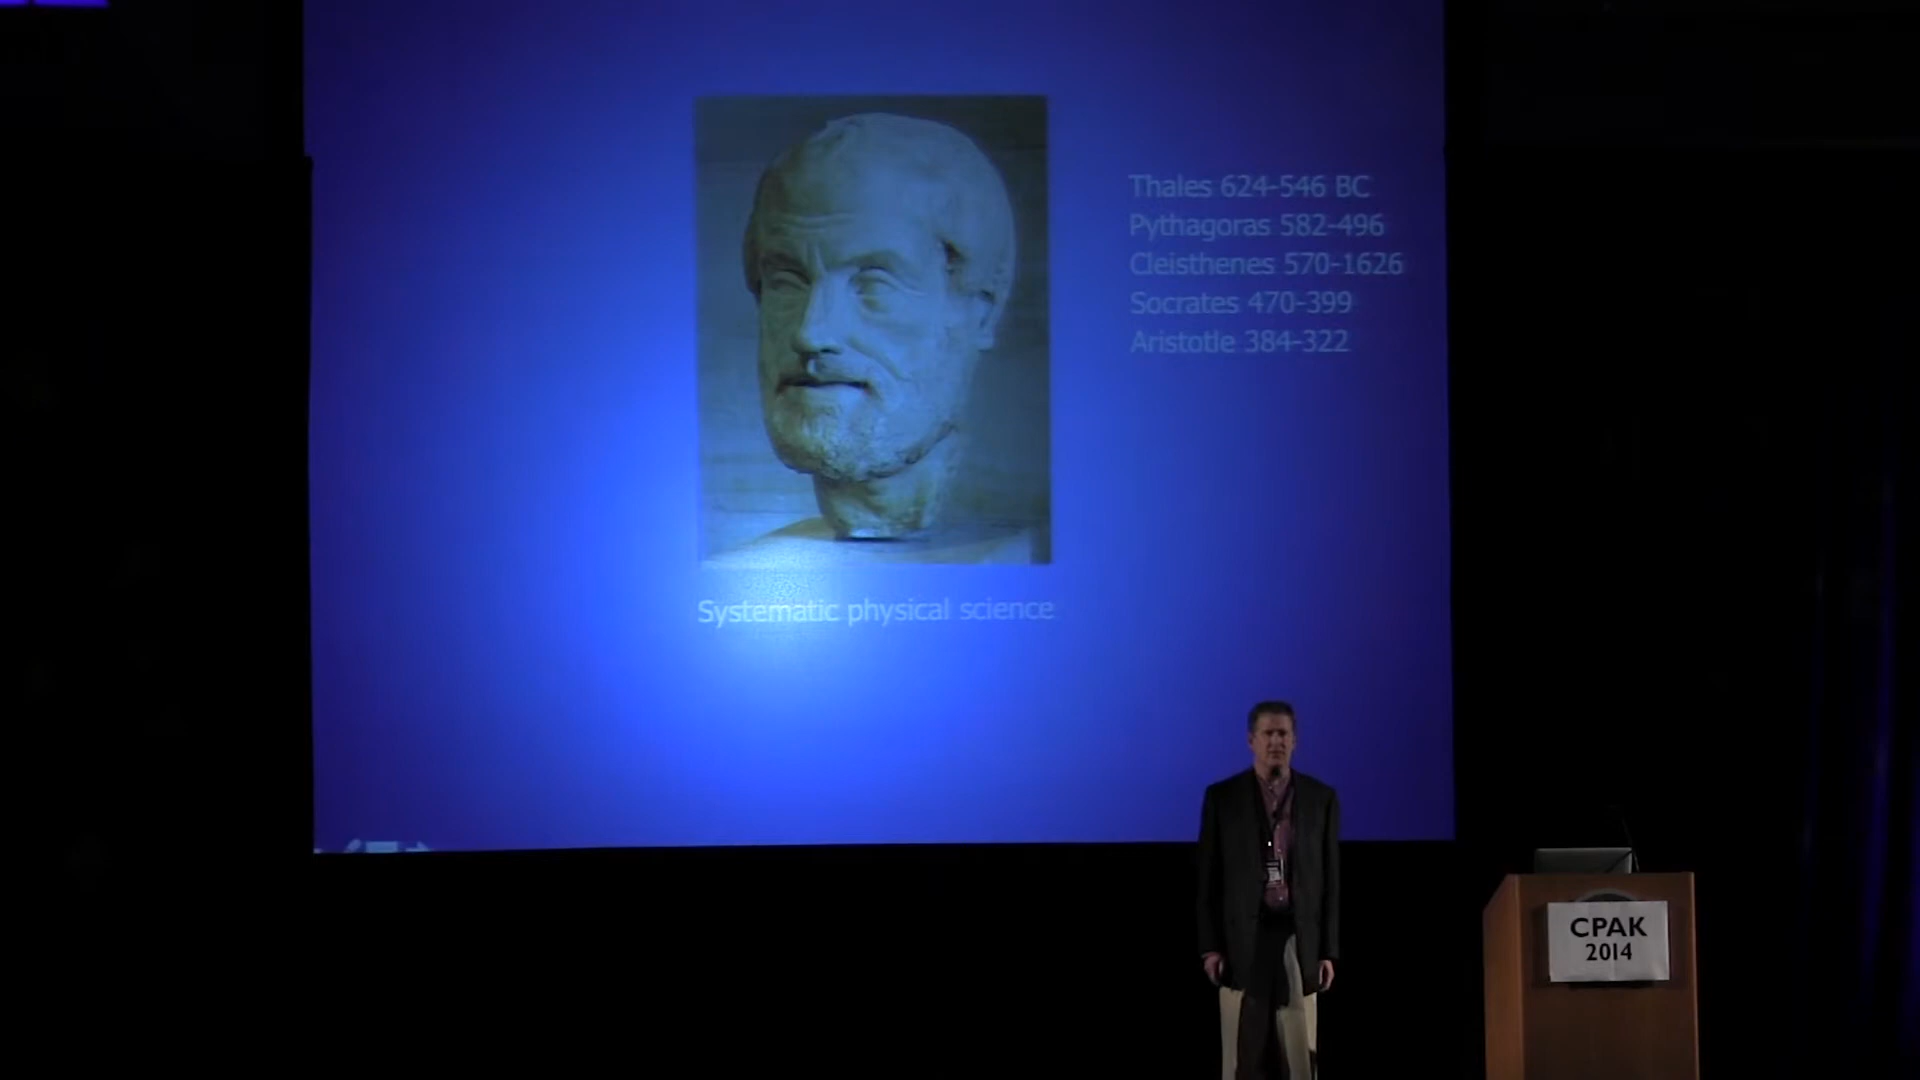 Thales 624-546 BC
Pythagoras 582-496
Cleisthenes 570-1626
Socrates 470-399
Aristotle 384-322
Systematic physical science
CPAK
2014